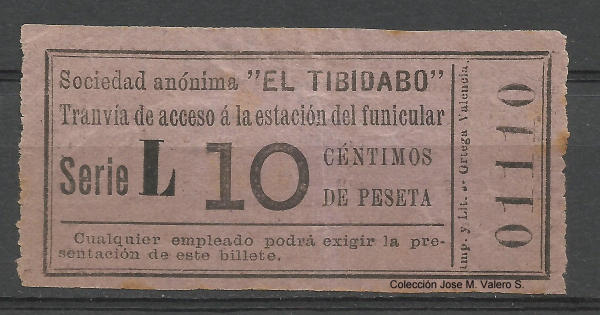 Sociedad anónima "EL TIBIDABO"
Tranvía de acceso á la estación del funicular
Serie L 10 CÉNTIMOS
DE PESETA
Cualquier empleado podrá exigir la pre-
sentación de este billete.
Imp. y Lit. Ortega Valencia.
01110
Colección Jose M. Valero S.